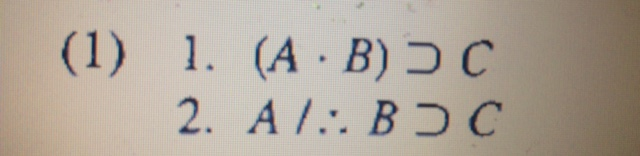 (1) 1. (A · B) ⊃ C
2. A /∴ B ⊃ C